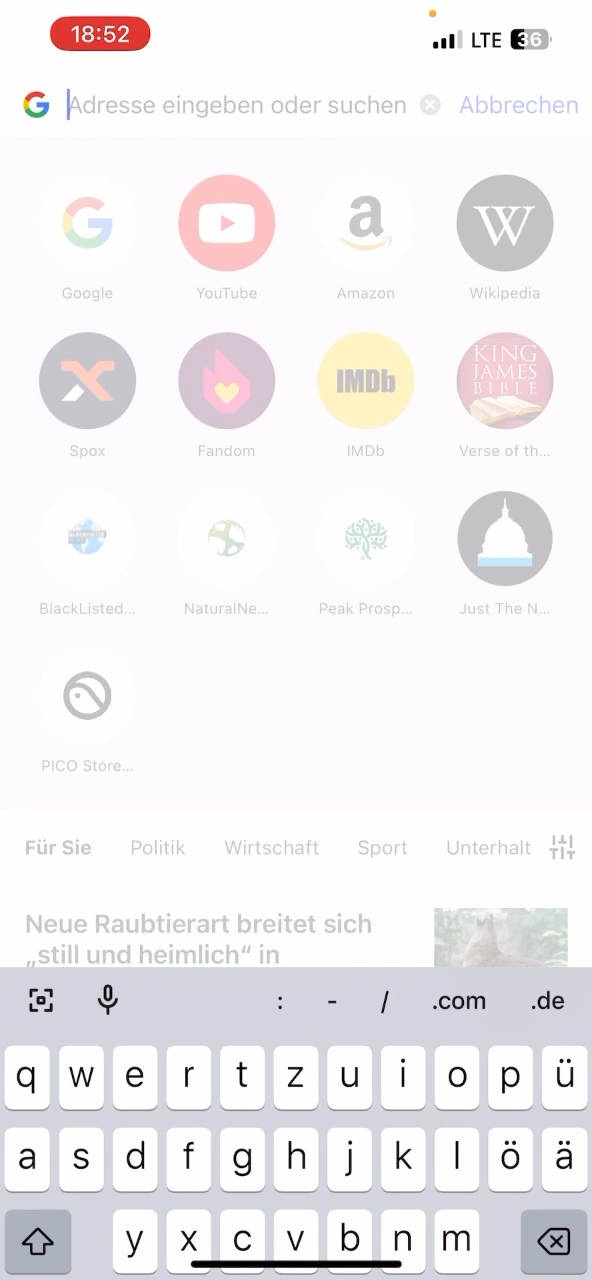 18:52
LTE 36
Adresse eingeben oder suchen
Abbrechen
a
W
IMDb
KING
JAMES
BIBLE
Google YouTube Amazon Wikipedia
Spox Fandom IMDb Verse of th...
BlackListed... NaturalNe... Peak Prosp... Just The N...
PICO Store...
Für Sie Politik Wirtschaft Sport Unterhalt
Neue Raubtierart breitet sich
„still und heimlich“ in
: - / .com .de
q w e r t z u i o p ü
a s d f g h j k l ö ä
y x c v b n m